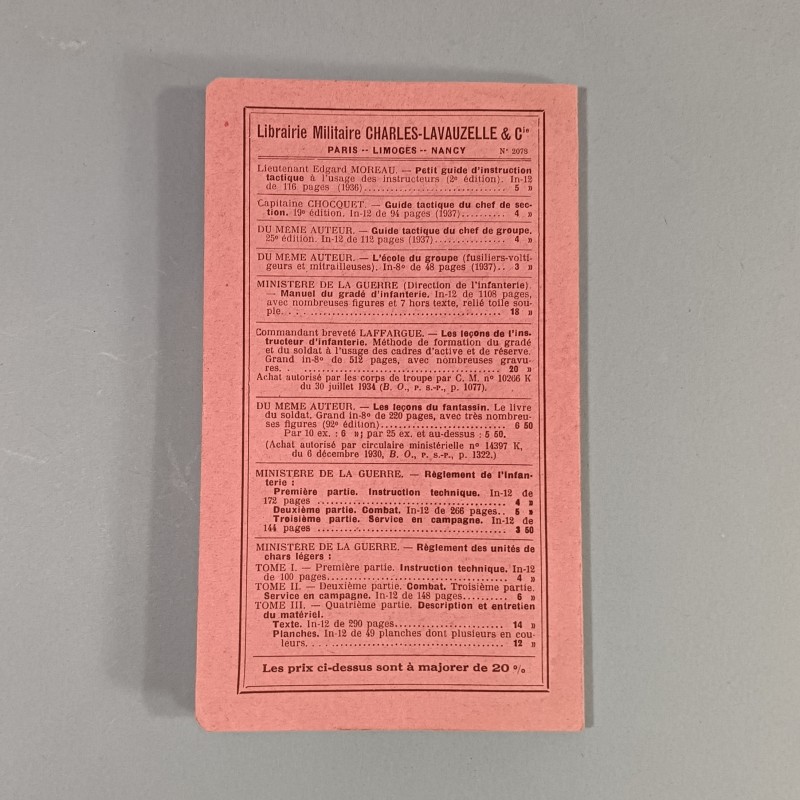 Librairie Militaire CHARLES-LAVAUZELLE & Cie
PARIS -- LIMOGES -- NANCY N° 2078
Lieutenant Edgard MOREAU. — Petit guide d'instruction
tactique à l'usage des instructeurs (2e édition). In-12
de 116 pages (1936)................................ 5 »
Capitaine CHOCQUET. — Guide tactique du chef de sec-
tion. 19e édition. In-12 de 94 pages (1937).......... 4 »
DU MEME AUTEUR. — Guide tactique du chef de groupe.
25e édition. In-12 de 112 pages (1937)................ 4 »
DU MEME AUTEUR. — L'école du groupe (fusiliers-volti-
geurs et mitrailleuses). In-8o de 48 pages (1937).. 3 »
MINISTÈRE DE LA GUERRE (Direction de l'infanterie).
— Manuel du gradé d'infanterie. In-12 de 1108 pages,
avec nombreuses figures et 7 hors texte, relié toile sou-
ple.................................................. 18 »
Commandant breveté LAFFARGUE. — Les leçons de l'ins-
tructeur d'infanterie. Méthode de formation du gradé
et du soldat à l'usage des cadres d'active et de réserve.
Grand in-8o de 512 pages, avec nombreuses gravu-
res. . .............................................. 20 »
Achat autorisé par les corps de troupe par C. M. no 10266 K
du 30 juillet 1934 (B. O., P. S.-P., p. 1077).
DU MEME AUTEUR. — Les leçons du fantassin. Le livre
du soldat. Grand in-8o de 220 pages, avec très nombreu-
ses figures (92e édition)............................ 6 50
Par 10 ex. : 6 »; par 25 ex. et au-dessus : 5 50.
(Achat autorisé par circulaire ministérielle no 14397 K,
du 6 décembre 1930, B. O., P. S.-P., p. 1322.)
MINISTERE DE LA GUERRE. — Règlement de l'Infan-
terie :
Première partie. Instruction technique. In-12 de
172 pages ........................................... 4 »
Deuxième partie. Combat. In-12 de 266 pages.. 5 »
Troisième partie. Service en campagne. In-12 de
144 pages ........................................... 3 50
MINISTÈRE DE LA GUERRE. — Règlement des unités de
chars légers :
TOME I. — Première partie. Instruction technique. In-12
de 100 pages......................................... 4 »
TOME II. — Deuxième partie. Combat. Troisième partie.
Service en campagne. In-12 de 148 pages.......... 6 »
TOME III. — Quatrième partie. Description et entretien
du matériel.
Texte. In-12 de 290 pages........................ 14 »
Planches. In-12 de 49 planches dont plusieurs en cou-
leurs. .............................................. 12 »
Les prix ci-dessus sont à majorer de 20 %